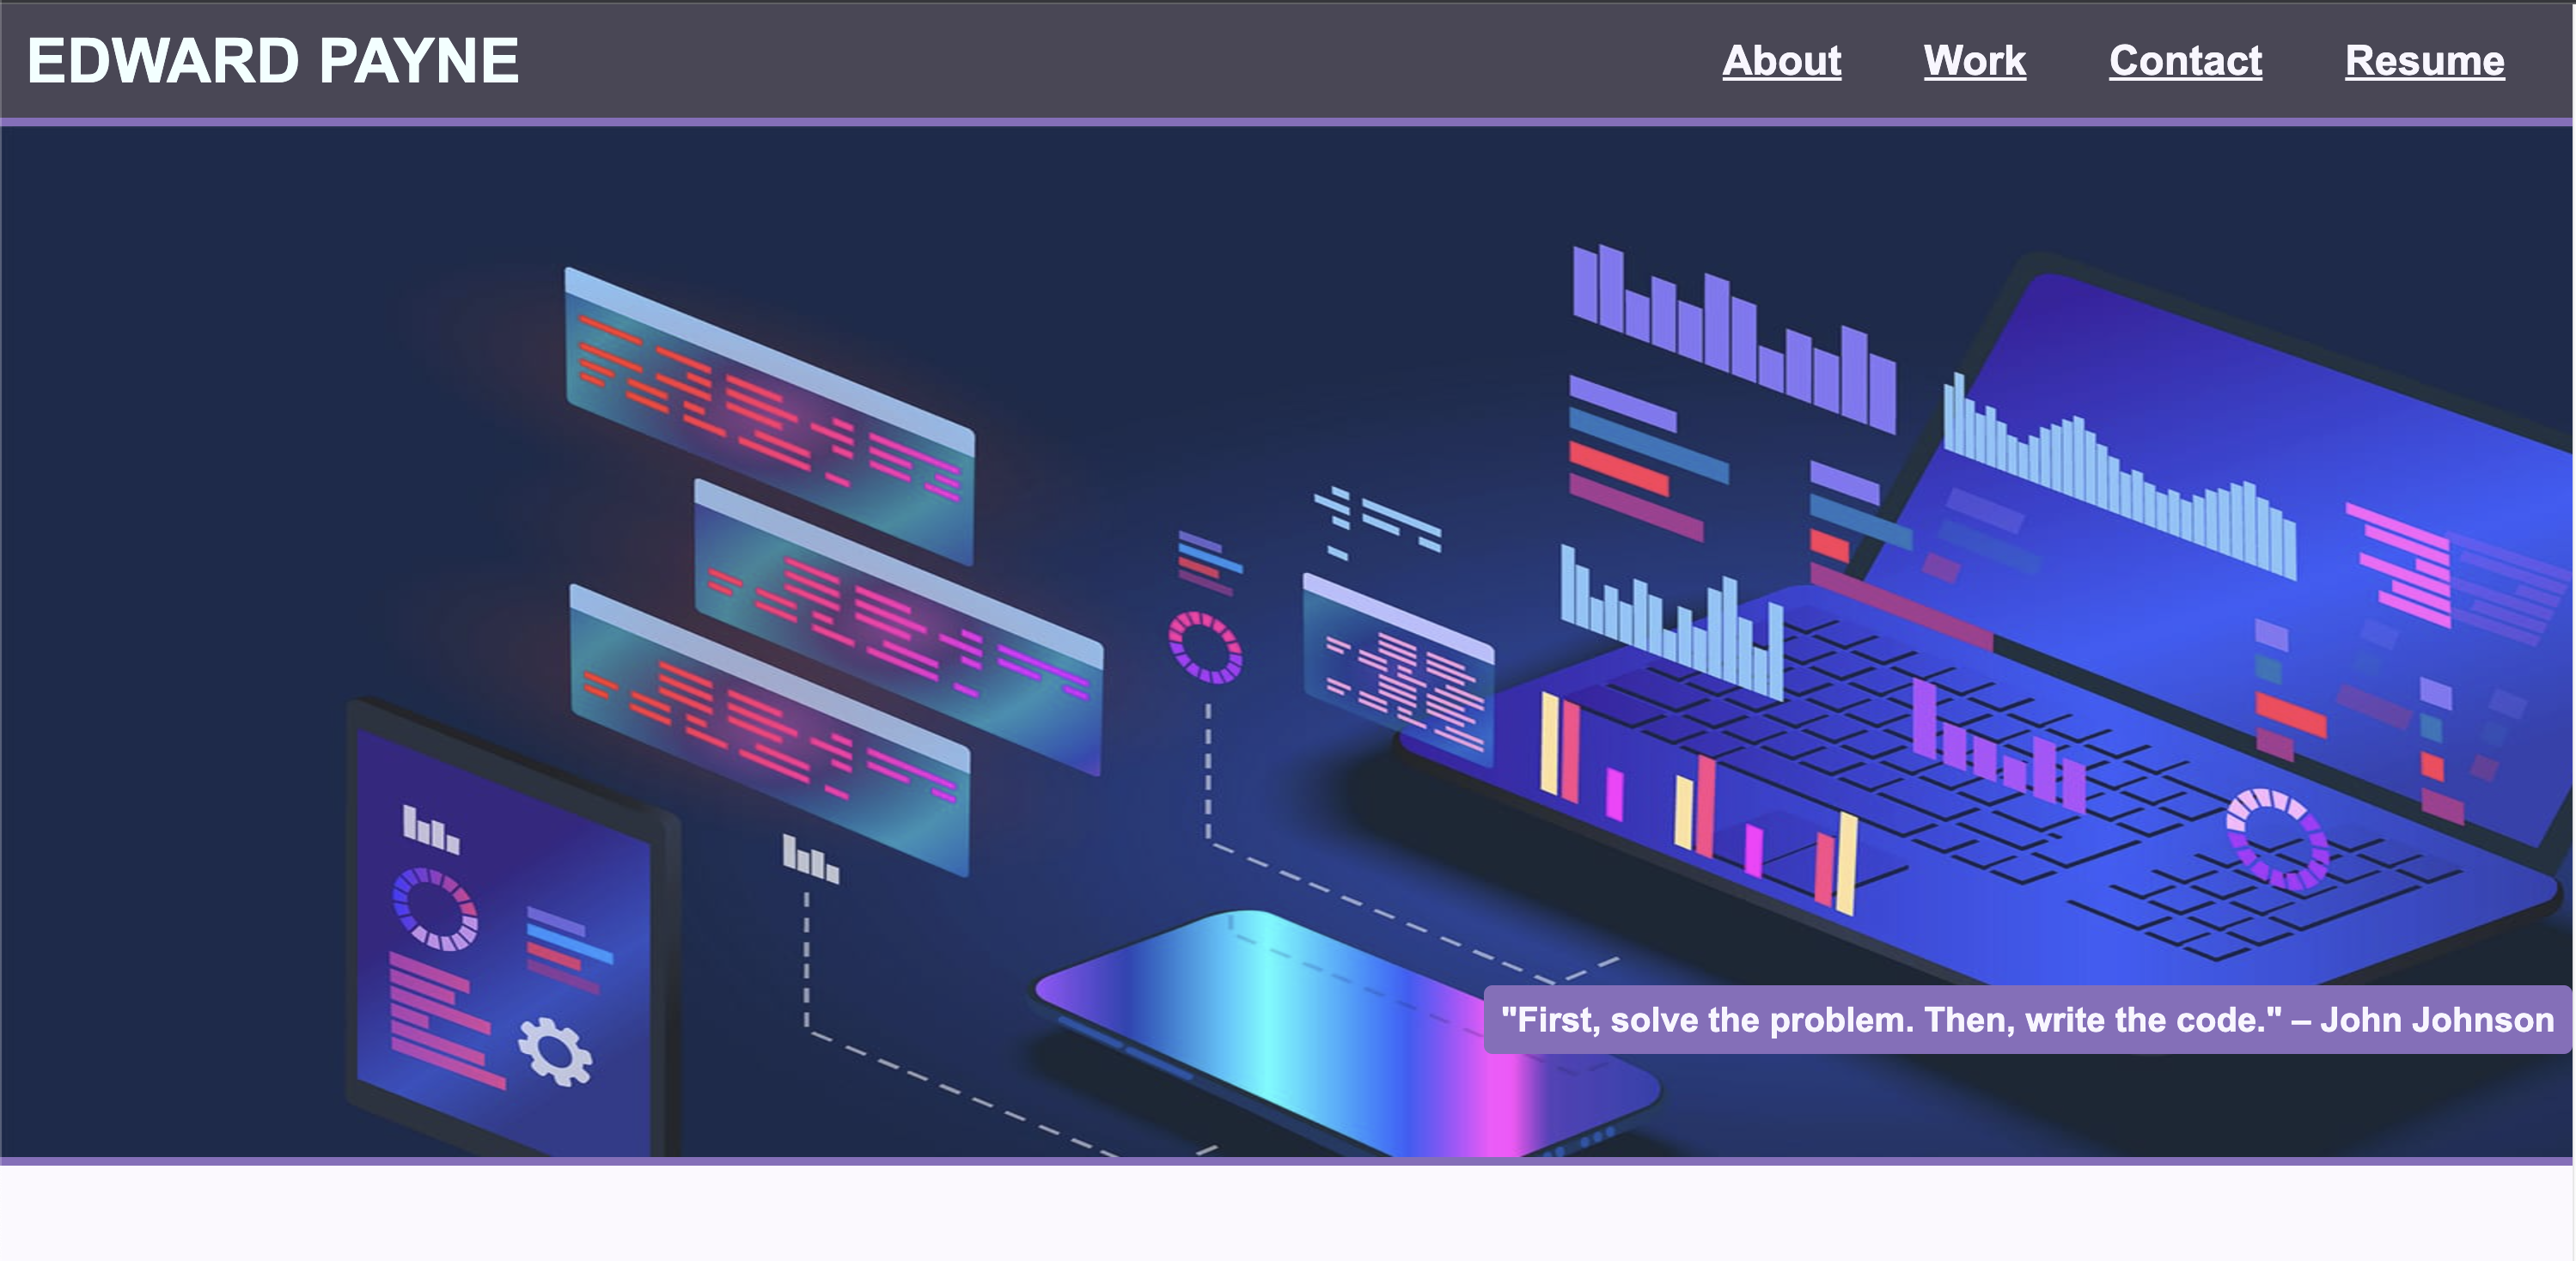 EDWARD PAYNE
About Work Contact Resume
"First, solve the problem. Then, write the code." – John Johnson